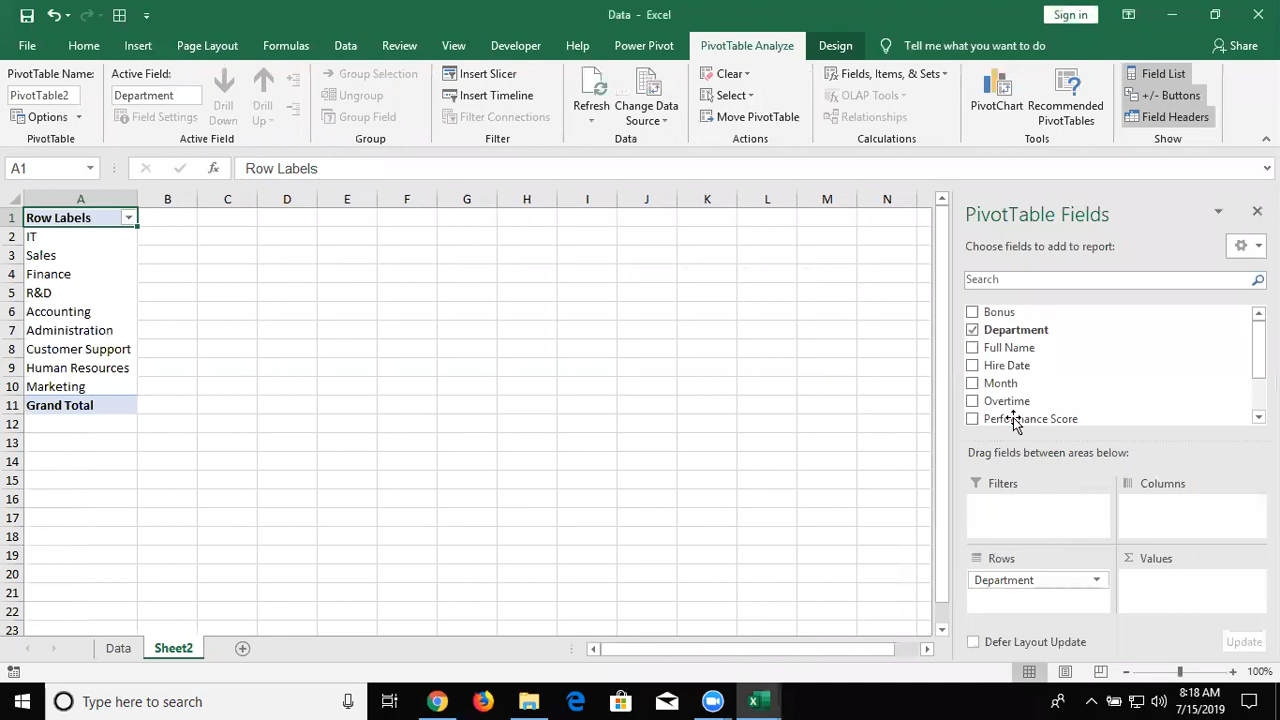 Data - Excel
Sign in
File Home Insert Page Layout Formulas Data Review View Developer Help Power Pivot PivotTable Analyze Design Tell me what you want to do Share
PivotTable Name:
PivotTable2
Options
PivotTable
Active Field:
Department
Field Settings
Drill Down
Drill Up
Active Field
Group Selection
Ungroup
Group Field
Group
Insert Slicer
Insert Timeline
Filter Connections
Filter
Refresh
Change Data Source
Data
Clear
Select
Move PivotTable
Actions
Fields, Items, & Sets
OLAP Tools
Relationships
Calculations
PivotChart
Recommended PivotTables
Tools
Field List
+/- Buttons
Field Headers
Show
A1
fx
Row Labels
A B C D E F G H I J K L M N
1 Row Labels
2 IT
3 Sales
4 Finance
5 R&D
6 Accounting
7 Administration
8 Customer Support
9 Human Resources
10 Marketing
11 Grand Total
12
13
14
15
16
17
18
19
20
21
22
23
PivotTable Fields
Choose fields to add to report:
Search
Bonus
Department
Full Name
Hire Date
Month
Overtime
Performance Score
Drag fields between areas below:
Filters
Columns
Rows
Σ Values
Department
Defer Layout Update
Update
Data
Sheet2
100%
Type here to search
8:18 AM
7/15/2019